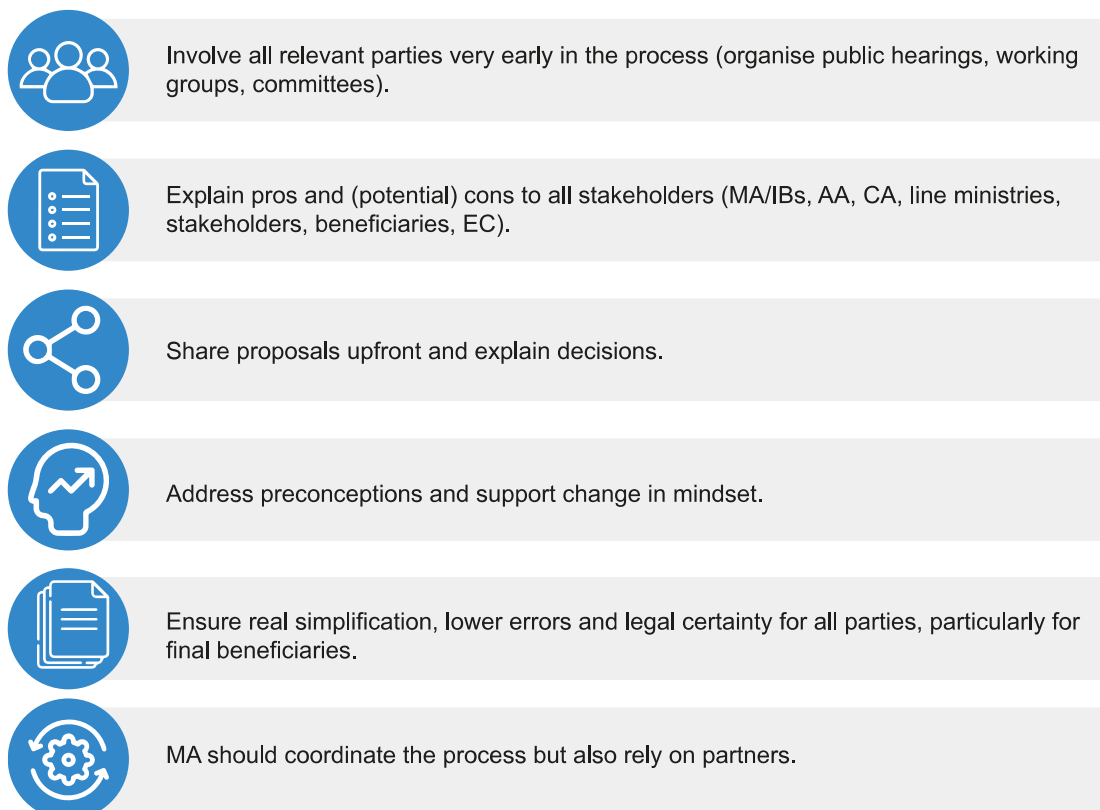 Involve all relevant parties very early in the process (organise public hearings, working
groups, committees).
Explain pros and (potential) cons to all stakeholders (MA/IBs, AA, CA, line ministries,
stakeholders, beneficiaries, EC).
Share proposals upfront and explain decisions.
Address preconceptions and support change in mindset.
Ensure real simplification, lower errors and legal certainty for all parties, particularly for
final beneficiaries.
MA should coordinate the process but also rely on partners.